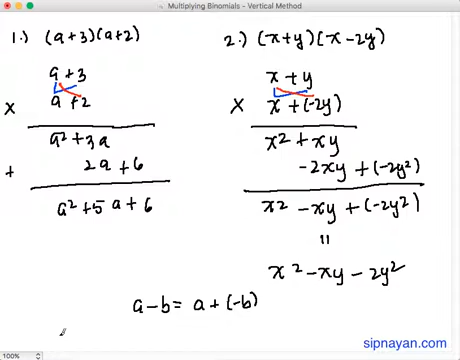 Multiplying Binomials - Vertical Method
1.) (a+3)(a+2)
a + 3
× a + 2
a² + 3a
+ 2a + 6
a² + 5a + 6
2.) (x+y)(x-2y)
x + y
× x + (-2y)
x² + xy
-2xy + (-2y²)
x² - xy + (-2y²)
=
x² - xy - 2y²
a - b = a + (-b)
100%
sipnayan.com